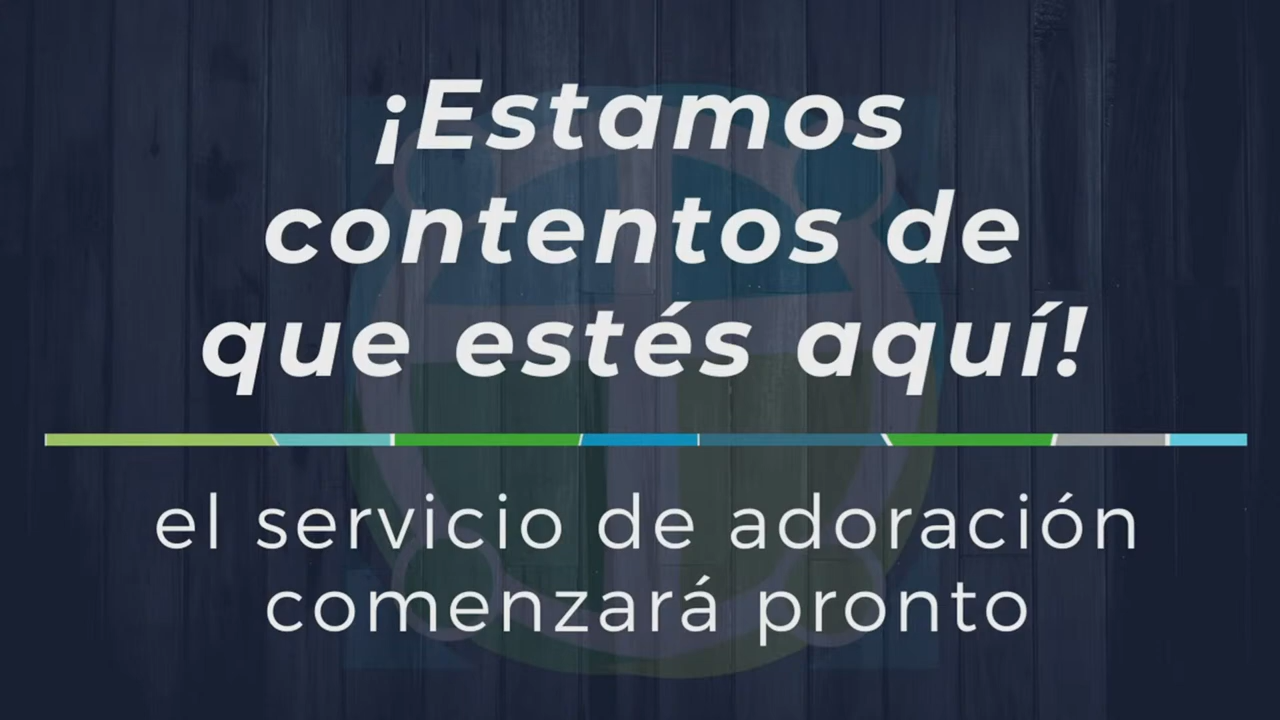 ¡Estamos
contentos de
que estés aquí!
el servicio de adoración
comenzará pronto